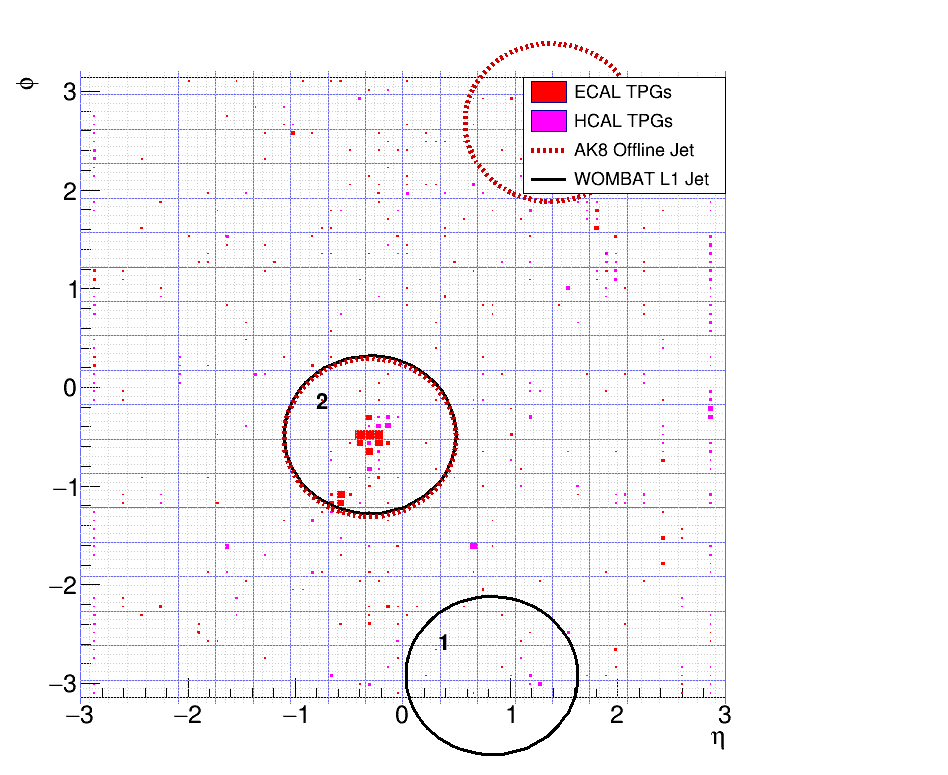 ϕ
3
2
1
0
−1
−2
−3
ECAL TPGs
HCAL TPGs
AK8 Offline Jet
WOMBAT L1 Jet
2
1
−3 −2 −1 0 1 2 3
η